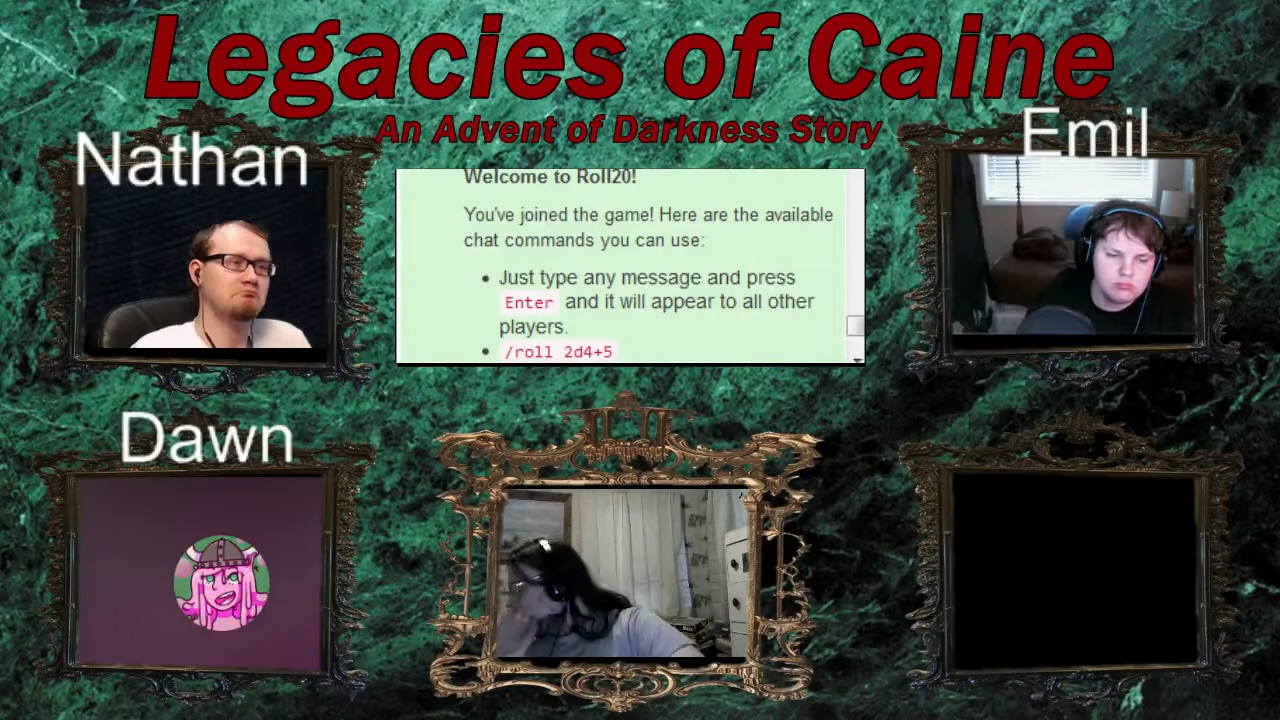 Legacies of Caine
An Advent of Darkness Story
Nathan
Emil
Welcome to Roll20!
You've joined the game! Here are the available
chat commands you can use:
• Just type any message and press
Enter and it will appear to all other
players.
• /roll 2d4+5
Dawn